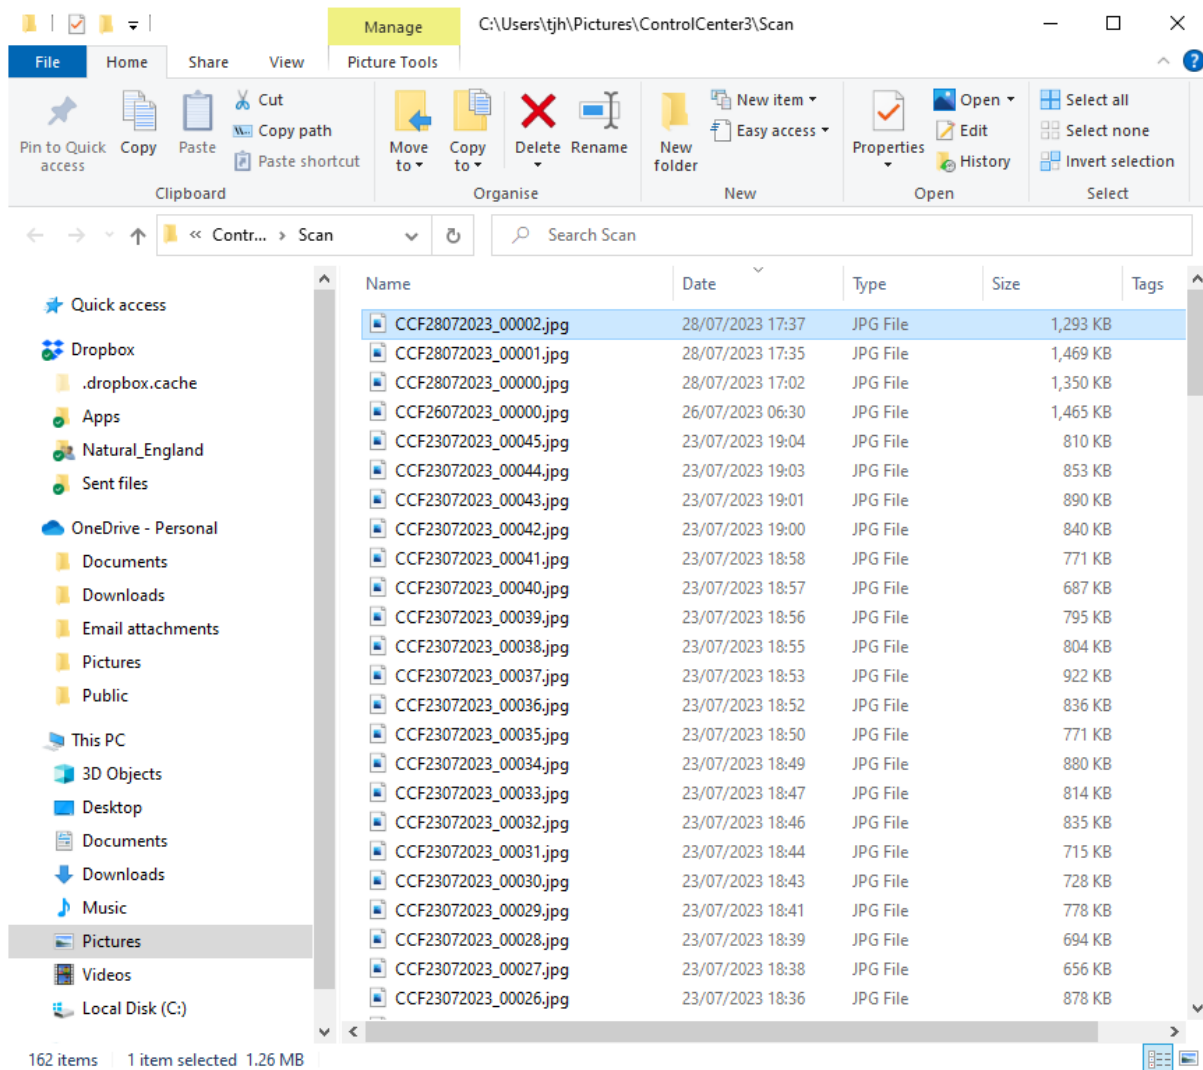 Manage C:\Users\tjh\Pictures\ControlCenter3\Scan
File Home Share View Picture Tools
Pin to Quick access
Copy
Paste
Cut
Copy path
Paste shortcut
Clipboard
Move to
Copy to
Delete
Rename
Organise
New folder
New item
Easy access
New
Properties
Open
Edit
History
Open
Select all
Select none
Invert selection
Select
« Contr... › Scan
Search Scan
Quick access
Dropbox
.dropbox.cache
Apps
Natural_England
Sent files
OneDrive - Personal
Documents
Downloads
Email attachments
Pictures
Public
This PC
3D Objects
Desktop
Documents
Downloads
Music
Pictures
Videos
Local Disk (C:)
Name Date Type Size Tags
CCF28072023_00002.jpg 28/07/2023 17:37 JPG File 1,293 KB
CCF28072023_00001.jpg 28/07/2023 17:35 JPG File 1,469 KB
CCF28072023_00000.jpg 28/07/2023 17:02 JPG File 1,350 KB
CCF26072023_00000.jpg 26/07/2023 06:30 JPG File 1,465 KB
CCF23072023_00045.jpg 23/07/2023 19:04 JPG File 810 KB
CCF23072023_00044.jpg 23/07/2023 19:03 JPG File 853 KB
CCF23072023_00043.jpg 23/07/2023 19:01 JPG File 890 KB
CCF23072023_00042.jpg 23/07/2023 19:00 JPG File 840 KB
CCF23072023_00041.jpg 23/07/2023 18:58 JPG File 771 KB
CCF23072023_00040.jpg 23/07/2023 18:57 JPG File 687 KB
CCF23072023_00039.jpg 23/07/2023 18:56 JPG File 795 KB
CCF23072023_00038.jpg 23/07/2023 18:55 JPG File 804 KB
CCF23072023_00037.jpg 23/07/2023 18:53 JPG File 922 KB
CCF23072023_00036.jpg 23/07/2023 18:52 JPG File 836 KB
CCF23072023_00035.jpg 23/07/2023 18:50 JPG File 771 KB
CCF23072023_00034.jpg 23/07/2023 18:49 JPG File 880 KB
CCF23072023_00033.jpg 23/07/2023 18:47 JPG File 814 KB
CCF23072023_00032.jpg 23/07/2023 18:46 JPG File 835 KB
CCF23072023_00031.jpg 23/07/2023 18:44 JPG File 715 KB
CCF23072023_00030.jpg 23/07/2023 18:43 JPG File 728 KB
CCF23072023_00029.jpg 23/07/2023 18:41 JPG File 778 KB
CCF23072023_00028.jpg 23/07/2023 18:39 JPG File 694 KB
CCF23072023_00027.jpg 23/07/2023 18:38 JPG File 656 KB
CCF23072023_00026.jpg 23/07/2023 18:36 JPG File 878 KB
162 items 1 item selected 1.26 MB